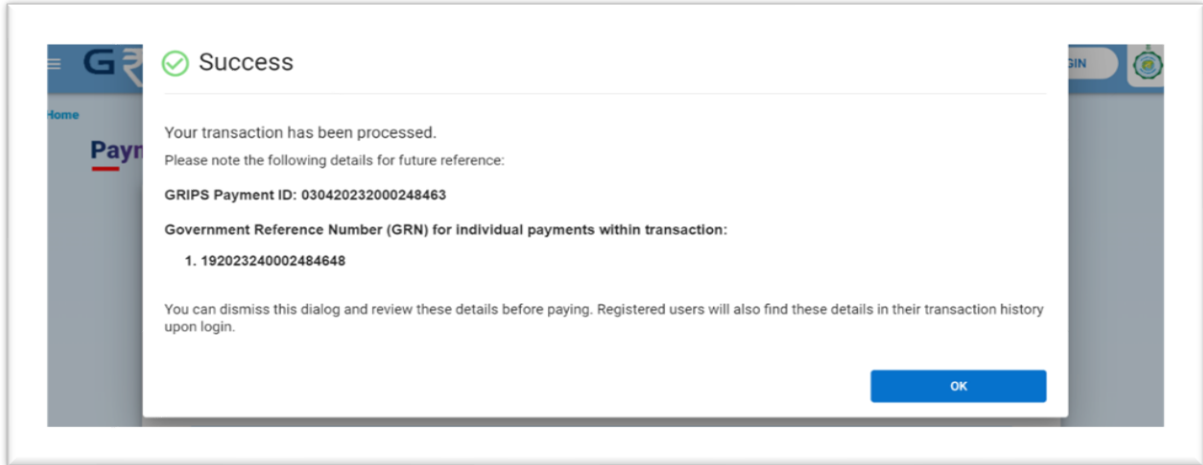 G₹
GIN
Success
Home
Payn
Your transaction has been processed.
Please note the following details for future reference:
GRIPS Payment ID: 030420232000248463
Government Reference Number (GRN) for individual payments within transaction:
1. 192023240002484648
You can dismiss this dialog and review these details before paying. Registered users will also find these details in their transaction history
upon login.
OK